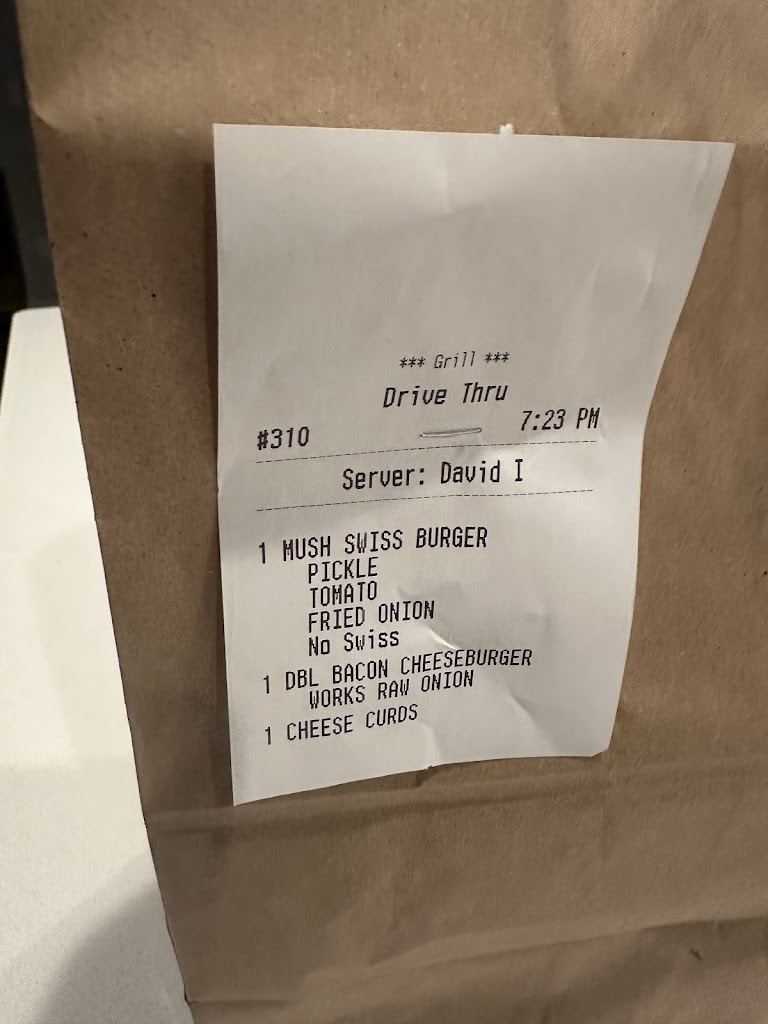 *** Grill ***
Drive Thru
#310 7:23 PM
Server: David I
1 MUSH SWISS BURGER
PICKLE
TOMATO
FRIED ONION
No Swiss
1 DBL BACON CHEESEBURGER
WORKS RAW ONION
1 CHEESE CURDS